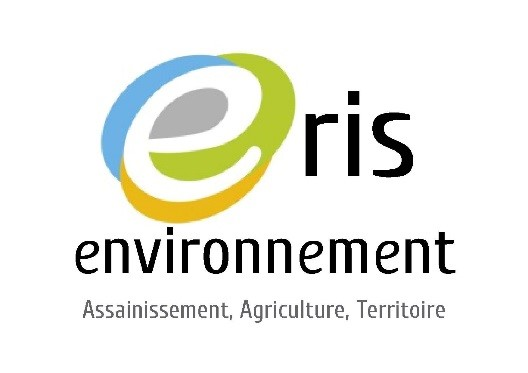 eris
environnement
Assainissement, Agriculture, Territoire